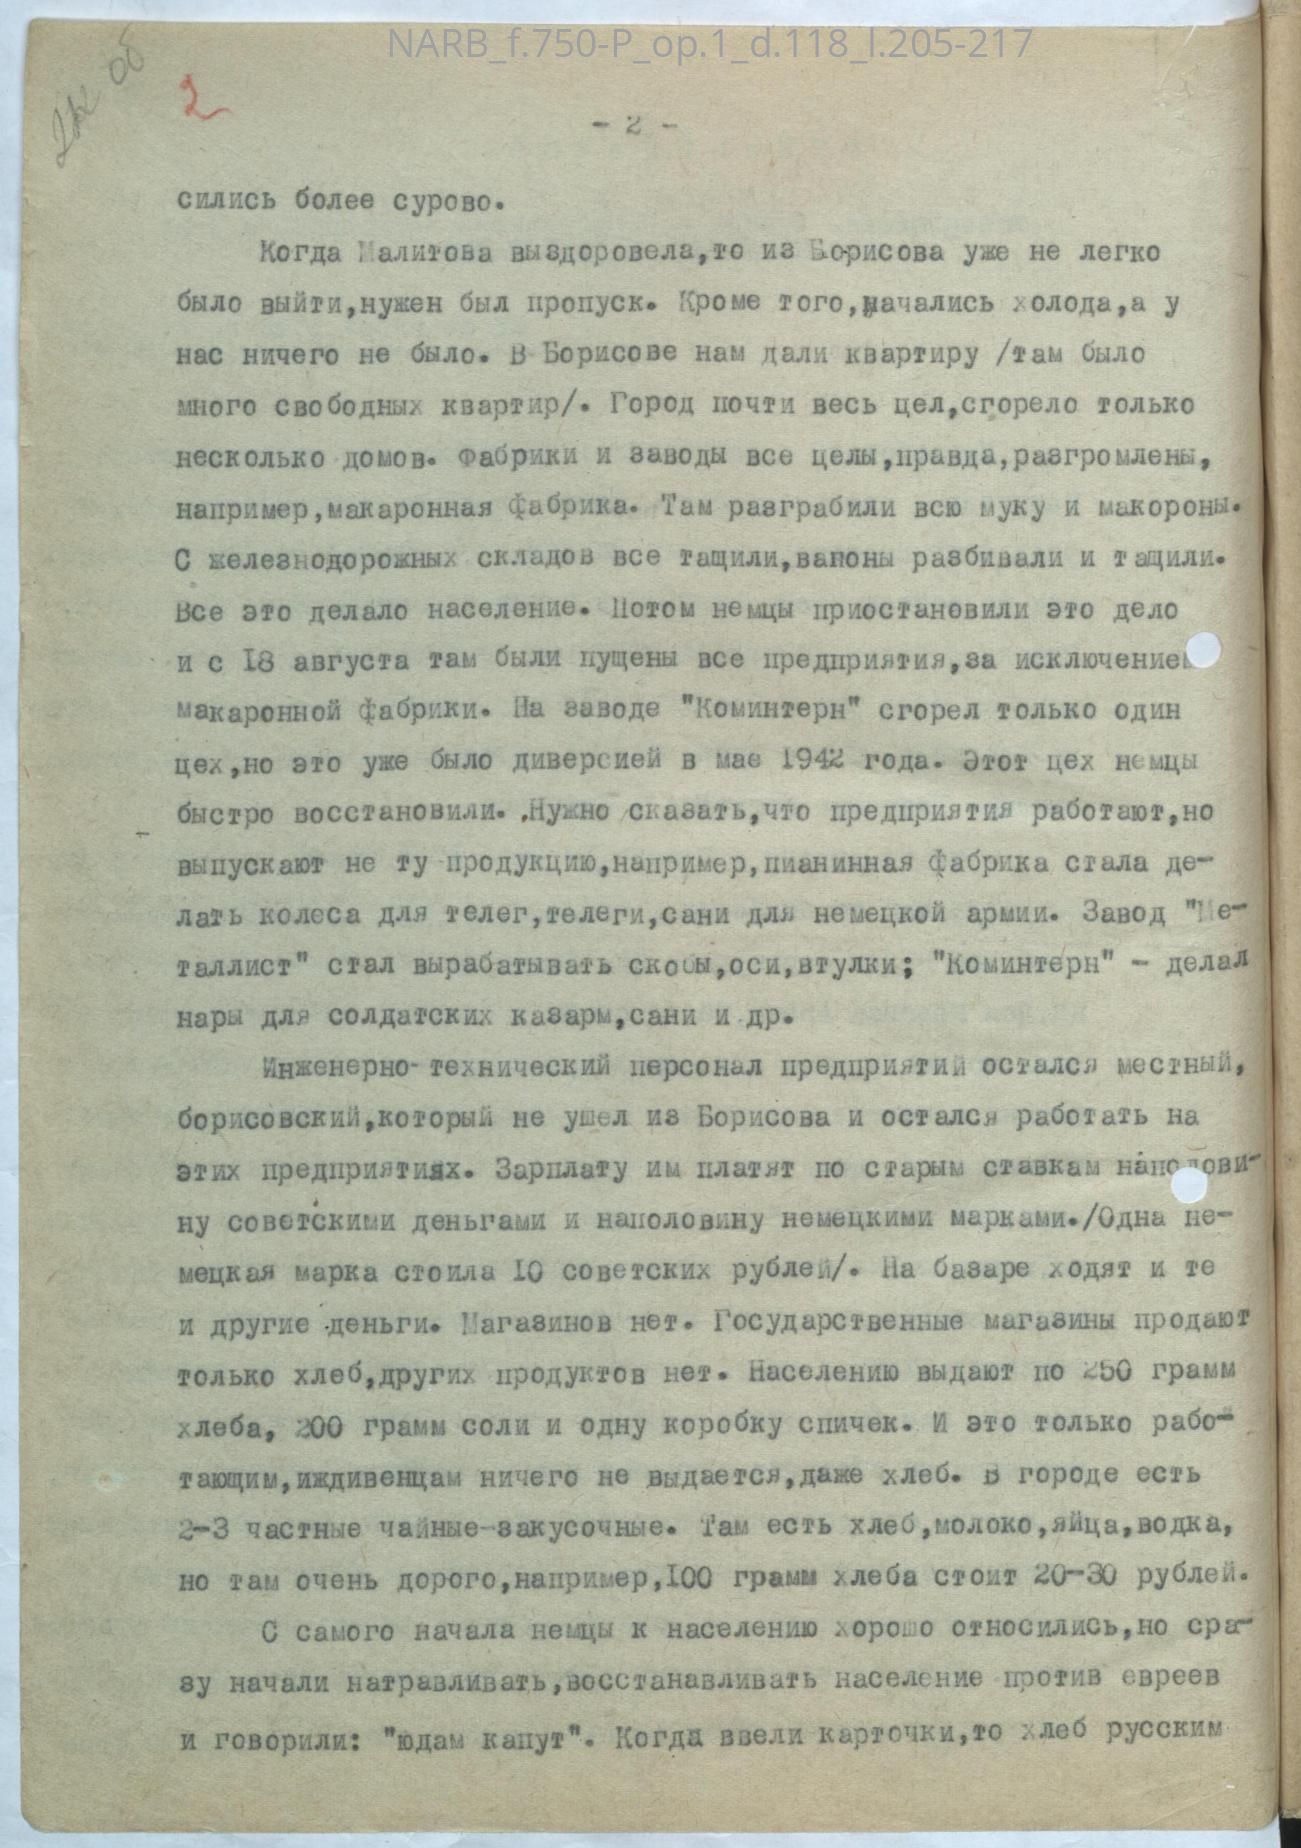 NARB_f.750-P_op.1_d.118_l.205-217
2
об
- 2 -
сились более сурово.
Когда Малитова выздоровела,то из Борисова уже не легко
было выйти,нужен был пропуск. Кроме того,начались холода,а у
нас ничего не было. В Борисове нам дали квартиру /там было
много свободных квартир/. Город почти весь цел,сгорело только
несколько домов. Фабрики и заводы все целы,правда,разгромлены,
например,макаронная фабрика. Там разграбили всю муку и макороны.
С железнодорожных складов все тащили,вагоны разбивали и тащили.
Все это делало население. Потом немцы приостановили это дело
и с 18 августа там были пущены все предприятия,за исключением
макаронной фабрики. На заводе "Коминтерн" сгорел только один
цех,но это уже было диверсией в мае 1942 года. Этот цех немцы
быстро восстановили. Нужно сказать,что предприятия работают,но
выпускают не ту продукцию,например,пианинная фабрика стала де-
лать колеса для телег,телеги,сани для немецкой армии. Завод "Ме-
таллист" стал вырабатывать скобы,оси,втулки; "Коминтерн" - делал
нары для солдатских казарм,сани и др.
Инженерно-технический персонал предприятий остался местный,
борисовский,который не ушел из Борисова и остался работать на
этих предприятиях. Зарплату им платят по старым ставкам наполови-
ну советскими деньгами и наполовину немецкими марками./Одна не-
мецкая марка стоила 10 советских рублей/. На базаре ходят и те
и другие деньги. Магазинов нет. Государственные магазины продают
только хлеб,других продуктов нет. Населению выдают по 250 грамм
хлеба, 200 грамм соли и одну коробку спичек. И это только рабо-
тающим,иждивенцам ничего не выдается,даже хлеб. В городе есть
2-3 частные чайные-закусочные. Там есть хлеб,молоко,яйца,водка,
но там очень дорого,например,100 грамм хлеба стоит 20-30 рублей.
С самого начала немцы к населению хорошо относились,но сра-
зу начали натравливать,восстанавливать население против евреев
и говорили: "юдам капут". Когда ввели карточки,то хлеб русским